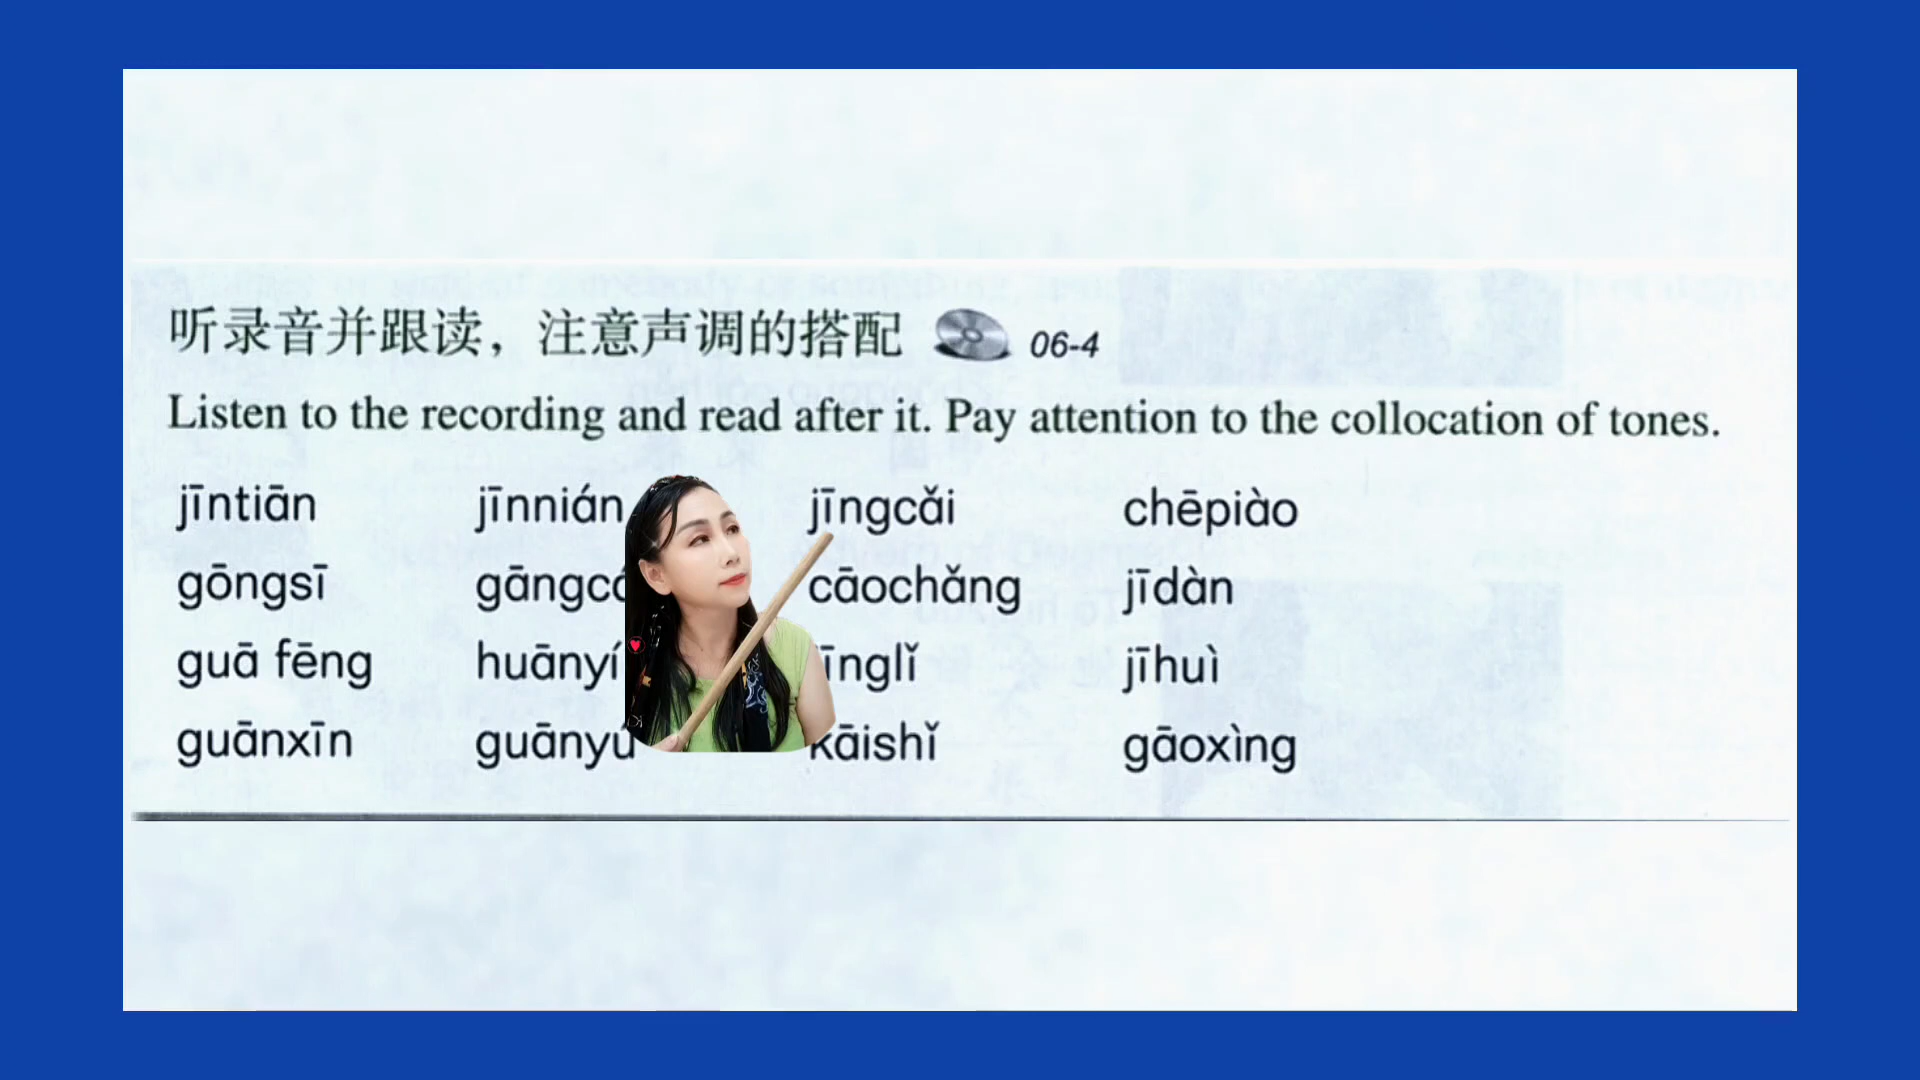 听录音并跟读，注意声调的搭配 06-4
Listen to the recording and read after it. Pay attention to the collocation of tones.
jīntiān jīnnián jīngcǎi chēpiào
gōngsī cāochǎng jīdàn
guā fēng jīhuì
guānxīn kāishǐ gāoxìng